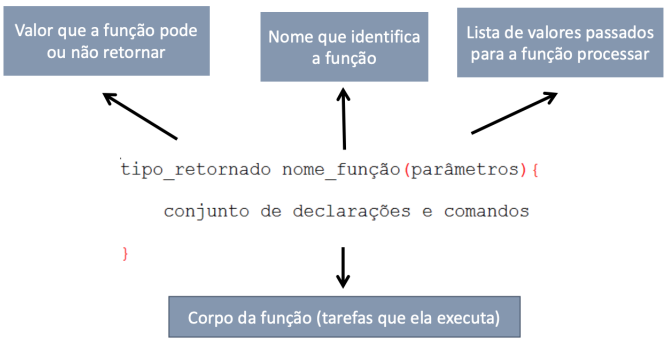 Valor que a função pode
ou não retornar
Nome que identifica
a função
Lista de valores passados
para a função processar
tipo_retornado nome_função(parâmetros){
conjunto de declarações e comandos
}
Corpo da função (tarefas que ela executa)